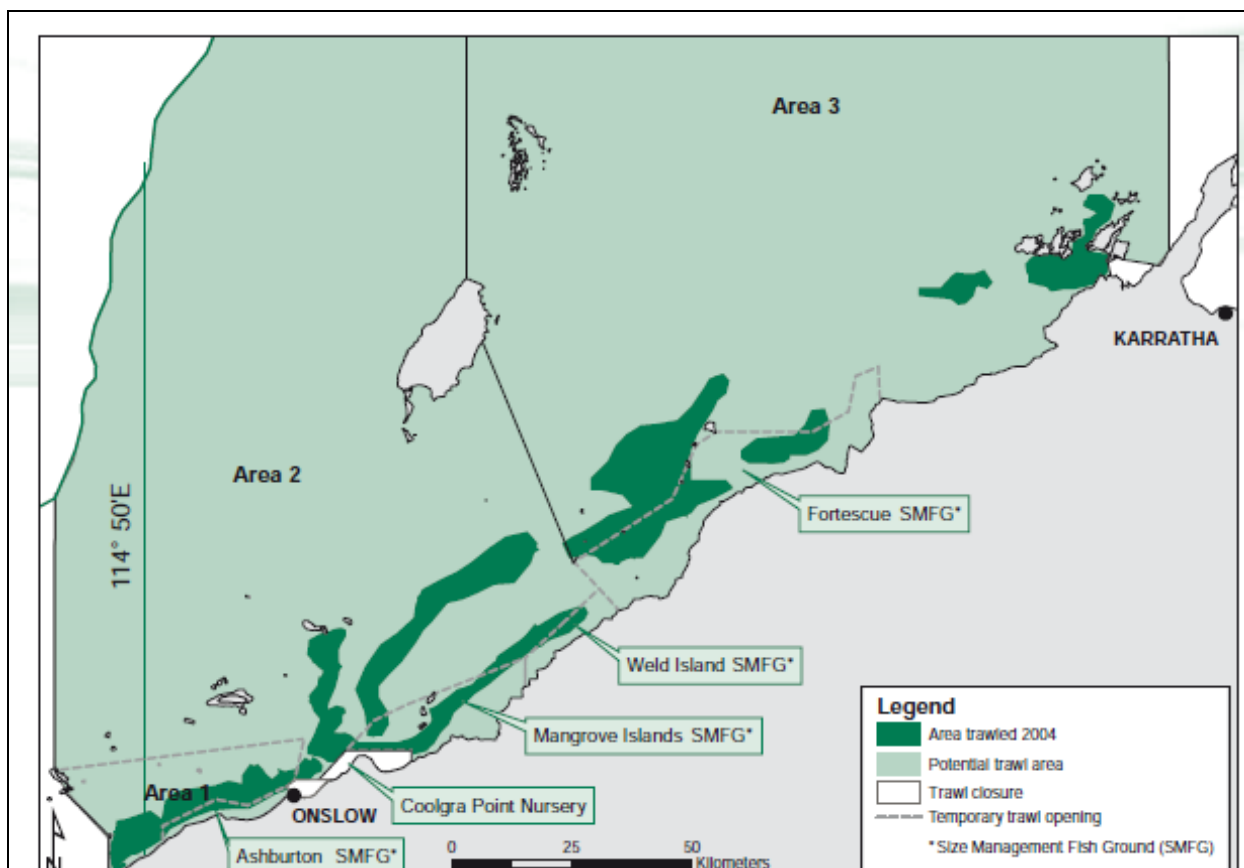 Area 3
KARRATHA
Area 2
114° 50'E
Fortescue SMFG*
Weld Island SMFG*
Mangrove Islands SMFG*
Area 1
Coolgra Point Nursery
ONSLOW
Ashburton SMFG*
0 25 50
Kilometers
N
Legend
Area trawled 2004
Potential trawl area
Trawl closure
Temporary trawl opening
*Size Management Fish Ground (SMFG)